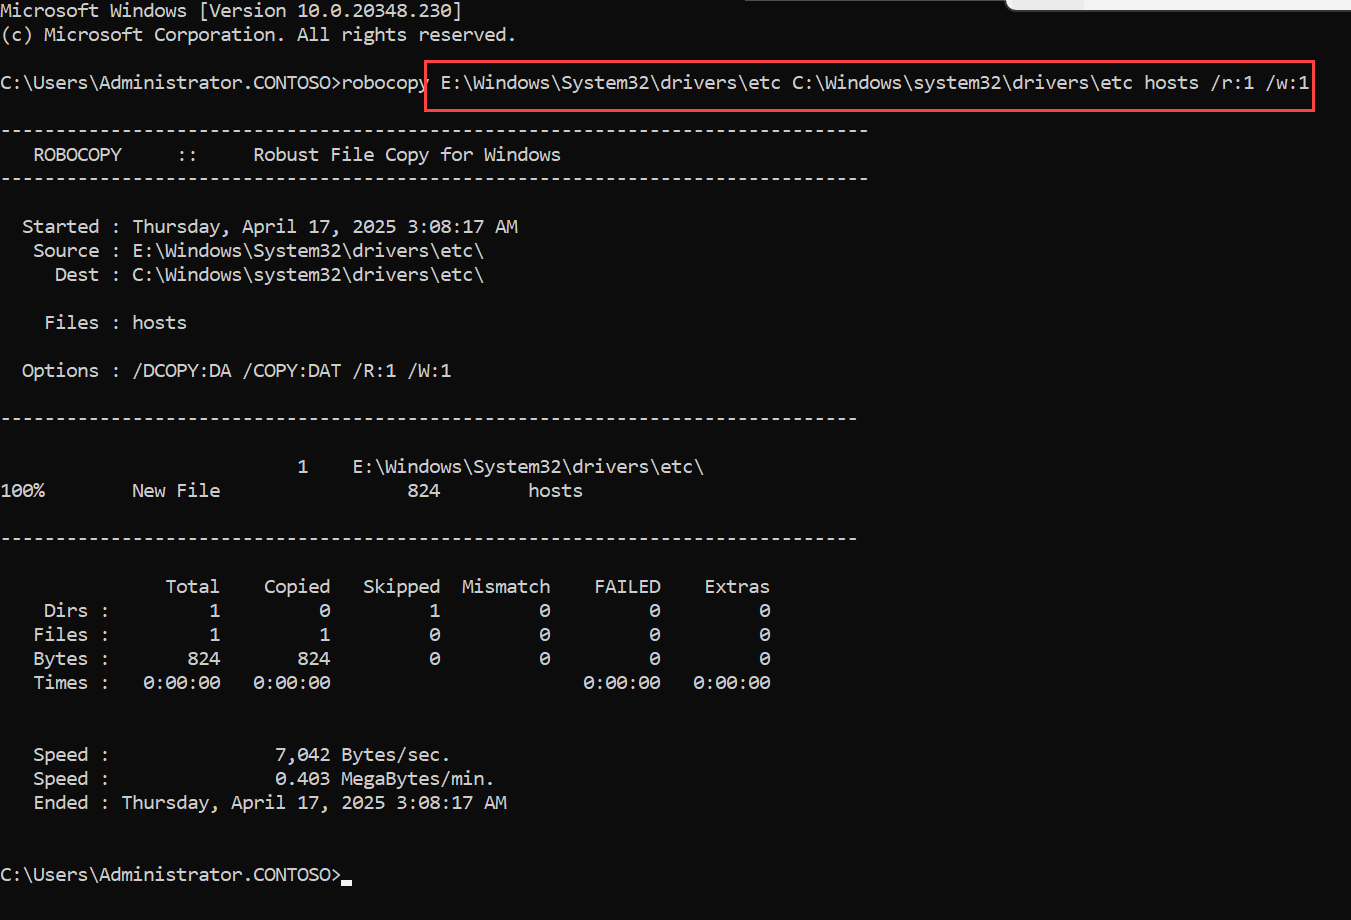 Microsoft Windows [Version 10.0.20348.230]
(c) Microsoft Corporation. All rights reserved.
C:\Users\Administrator.CONTOSO>robocopy E:\Windows\System32\drivers\etc C:\Windows\system32\drivers\etc hosts /r:1 /w:1
-------------------------------------------------------------------------------
   ROBOCOPY     ::     Robust File Copy for Windows
-------------------------------------------------------------------------------
  Started : Thursday, April 17, 2025 3:08:17 AM
   Source : E:\Windows\System32\drivers\etc\
     Dest : C:\Windows\system32\drivers\etc\
    Files : hosts
  Options : /DCOPY:DA /COPY:DAT /R:1 /W:1
------------------------------------------------------------------------------
                           1    E:\Windows\System32\drivers\etc\
100%        New File                 824        hosts
------------------------------------------------------------------------------
               Total    Copied   Skipped  Mismatch    FAILED    Extras
    Dirs :         1         0         1         0         0         0
   Files :         1         1         0         0         0         0
   Bytes :       824       824         0         0         0         0
   Times :   0:00:00   0:00:00                       0:00:00   0:00:00
   Speed :               7,042 Bytes/sec.
   Speed :               0.403 MegaBytes/min.
   Ended : Thursday, April 17, 2025 3:08:17 AM
C:\Users\Administrator.CONTOSO>